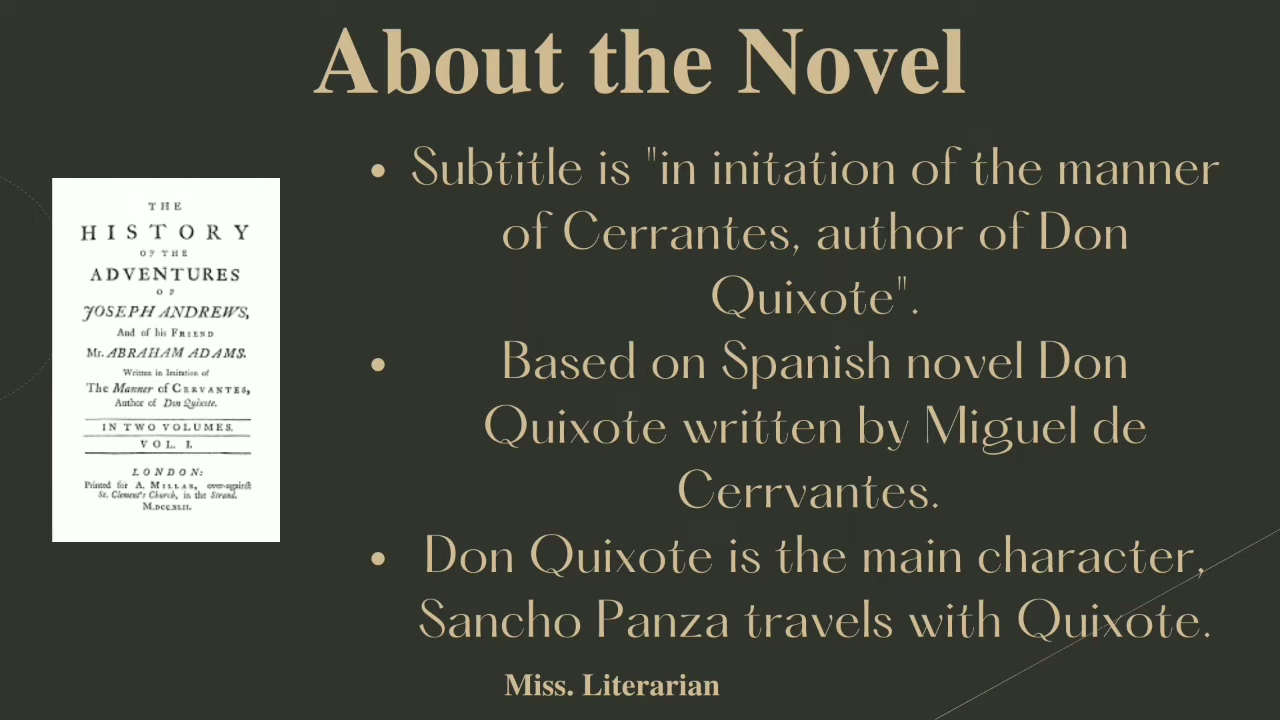 About the Novel
THE
HISTORY
OF THE
ADVENTURES
OF
JOSEPH ANDREWS,
And of his FRIEND
Mr. ABRAHAM ADAMS.
Written in Imitation of
The Manner of CERVANTES,
Author of Don Quixote.
IN TWO VOLUMES.
VOL. I.
LONDON:
Printed for A. MILLAR, over-against
St. Clement's Church, in the Strand.
M.DCC.XLII.
• Subtitle is "in initation of the manner
of Cerrantes, author of Don
Quixote".
• Based on Spanish novel Don
Quixote written by Miguel de
Cerrvantes.
• Don Quixote is the main character,
Sancho Panza travels with Quixote.
Miss. Literarian